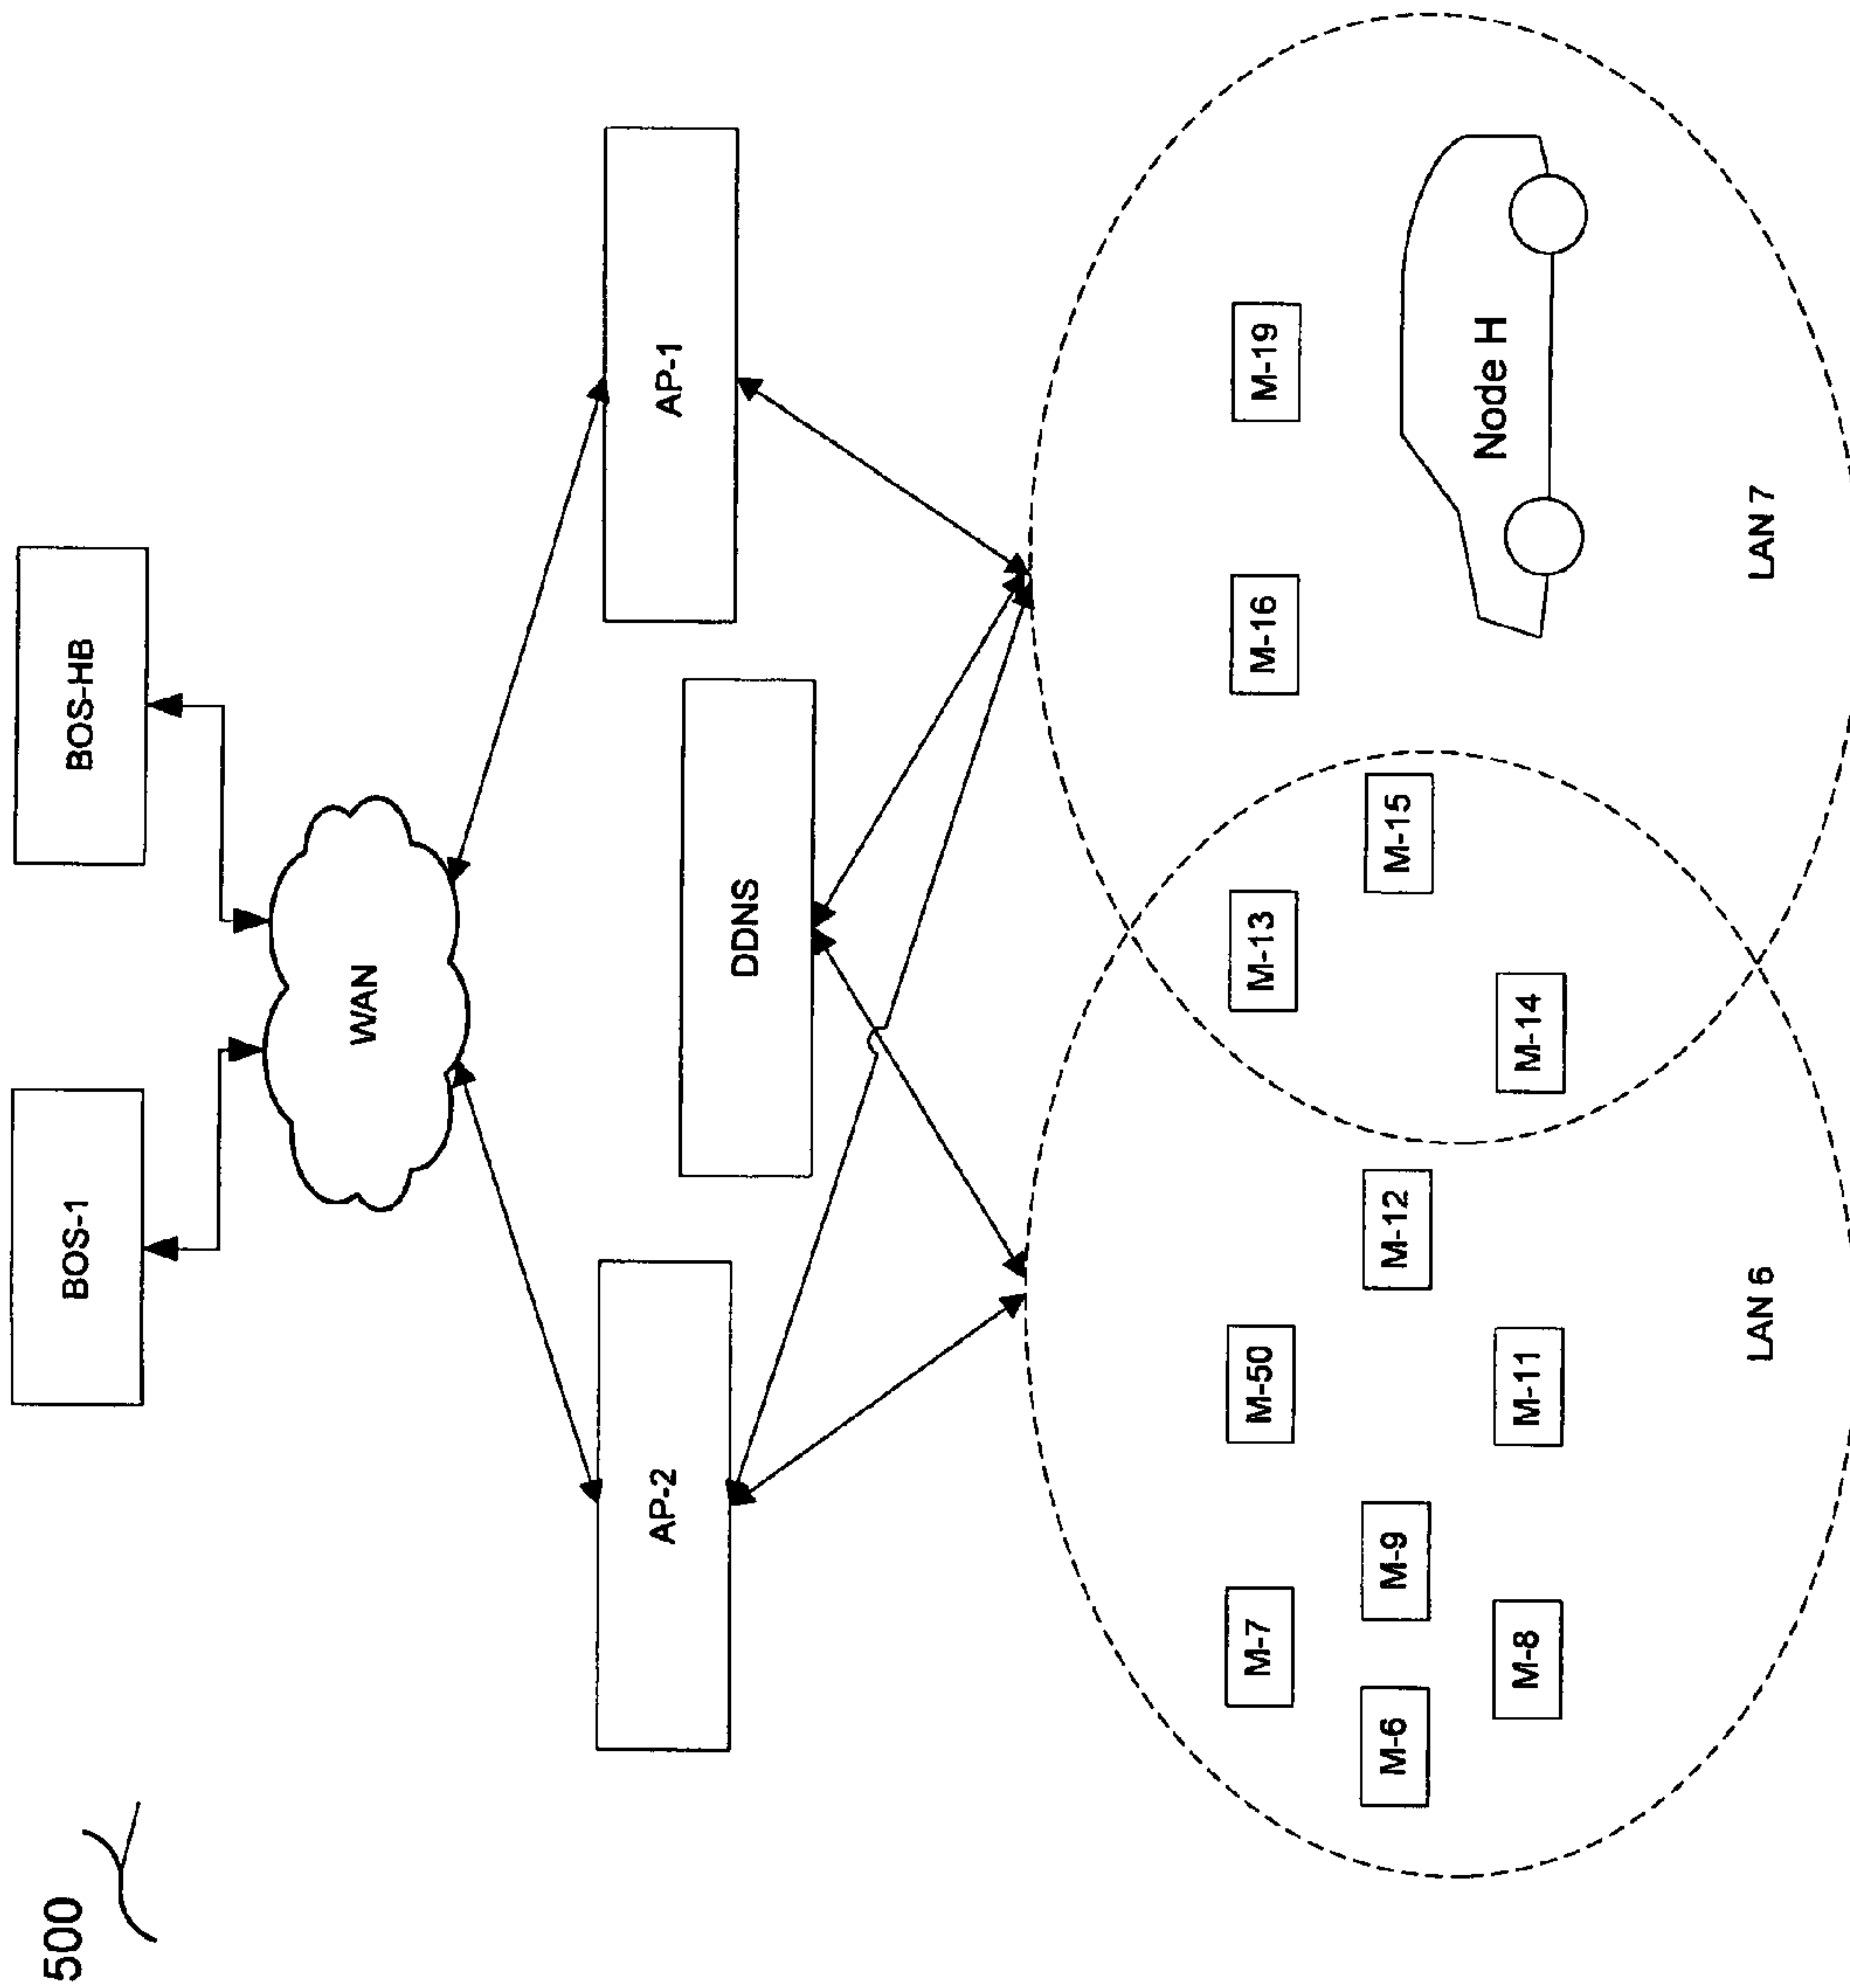 500
BOS-1
BOS-HB
WAN
AP-2
DDNS
AP-1
M-7
M-50
M-13
M-16
M-19
M-6
M-9
M-12
M-15
Node H
M-8
M-11
M-14
LAN 6
LAN 7